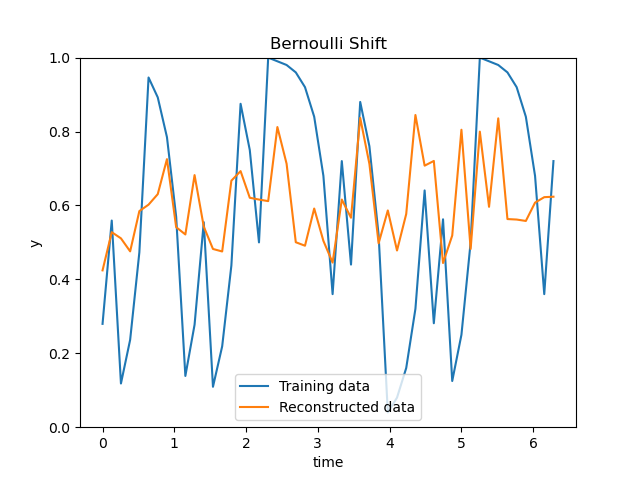 Bernoulli Shift
1.0
0.8
0.6
0.4
0.2
0.0
y
Training data
Reconstructed data
0 1 2 3 4 5 6
time